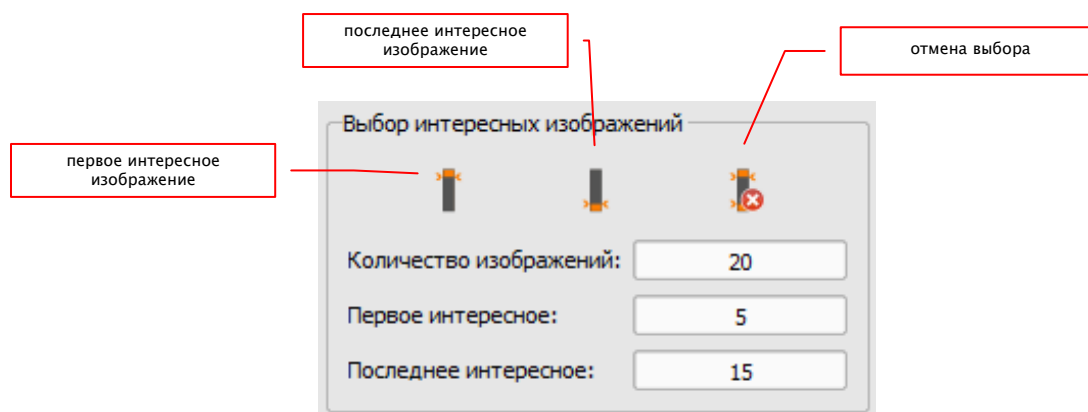 последнее интересное
изображение
отмена выбора
Выбор интересных изображений
первое интересное
изображение
Количество изображений: 20
Первое интересное: 5
Последнее интересное: 15